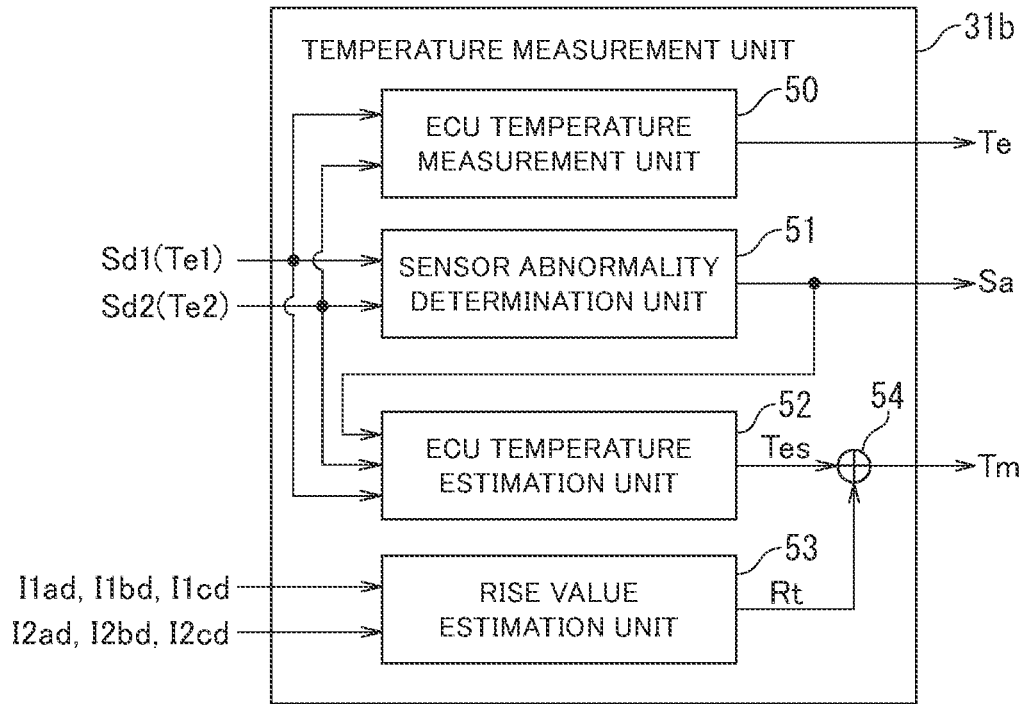 31b
TEMPERATURE MEASUREMENT UNIT
50
ECU TEMPERATURE
MEASUREMENT UNIT
Te
51
Sd1(Te1)
Sd2(Te2)
SENSOR ABNORMALITY
DETERMINATION UNIT
Sa
52
54
ECU TEMPERATURE
ESTIMATION UNIT
Tes
Tm
53
I1ad, I1bd, I1cd
I2ad, I2bd, I2cd
RISE VALUE
ESTIMATION UNIT
Rt